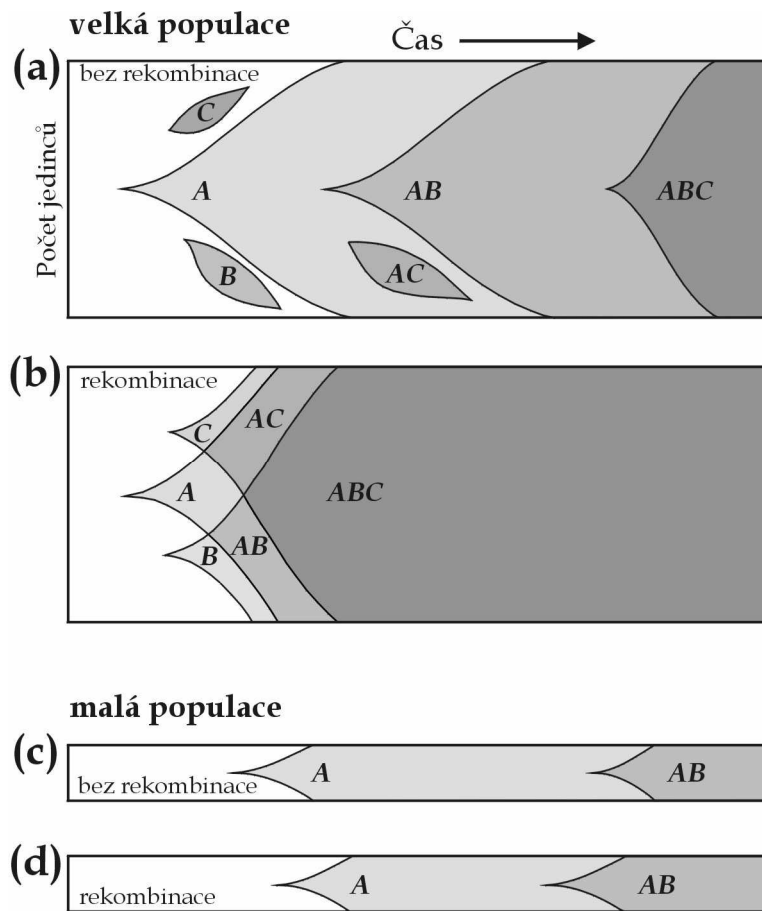 velká populace
Čas
(a)
bez rekombinace
Počet jedinců
C
A
AB
ABC
B
AC
(b)
rekombinace
C
AC
A
ABC
B
AB
malá populace
(c)
bez rekombinace
A
AB
(d)
rekombinace
A
AB